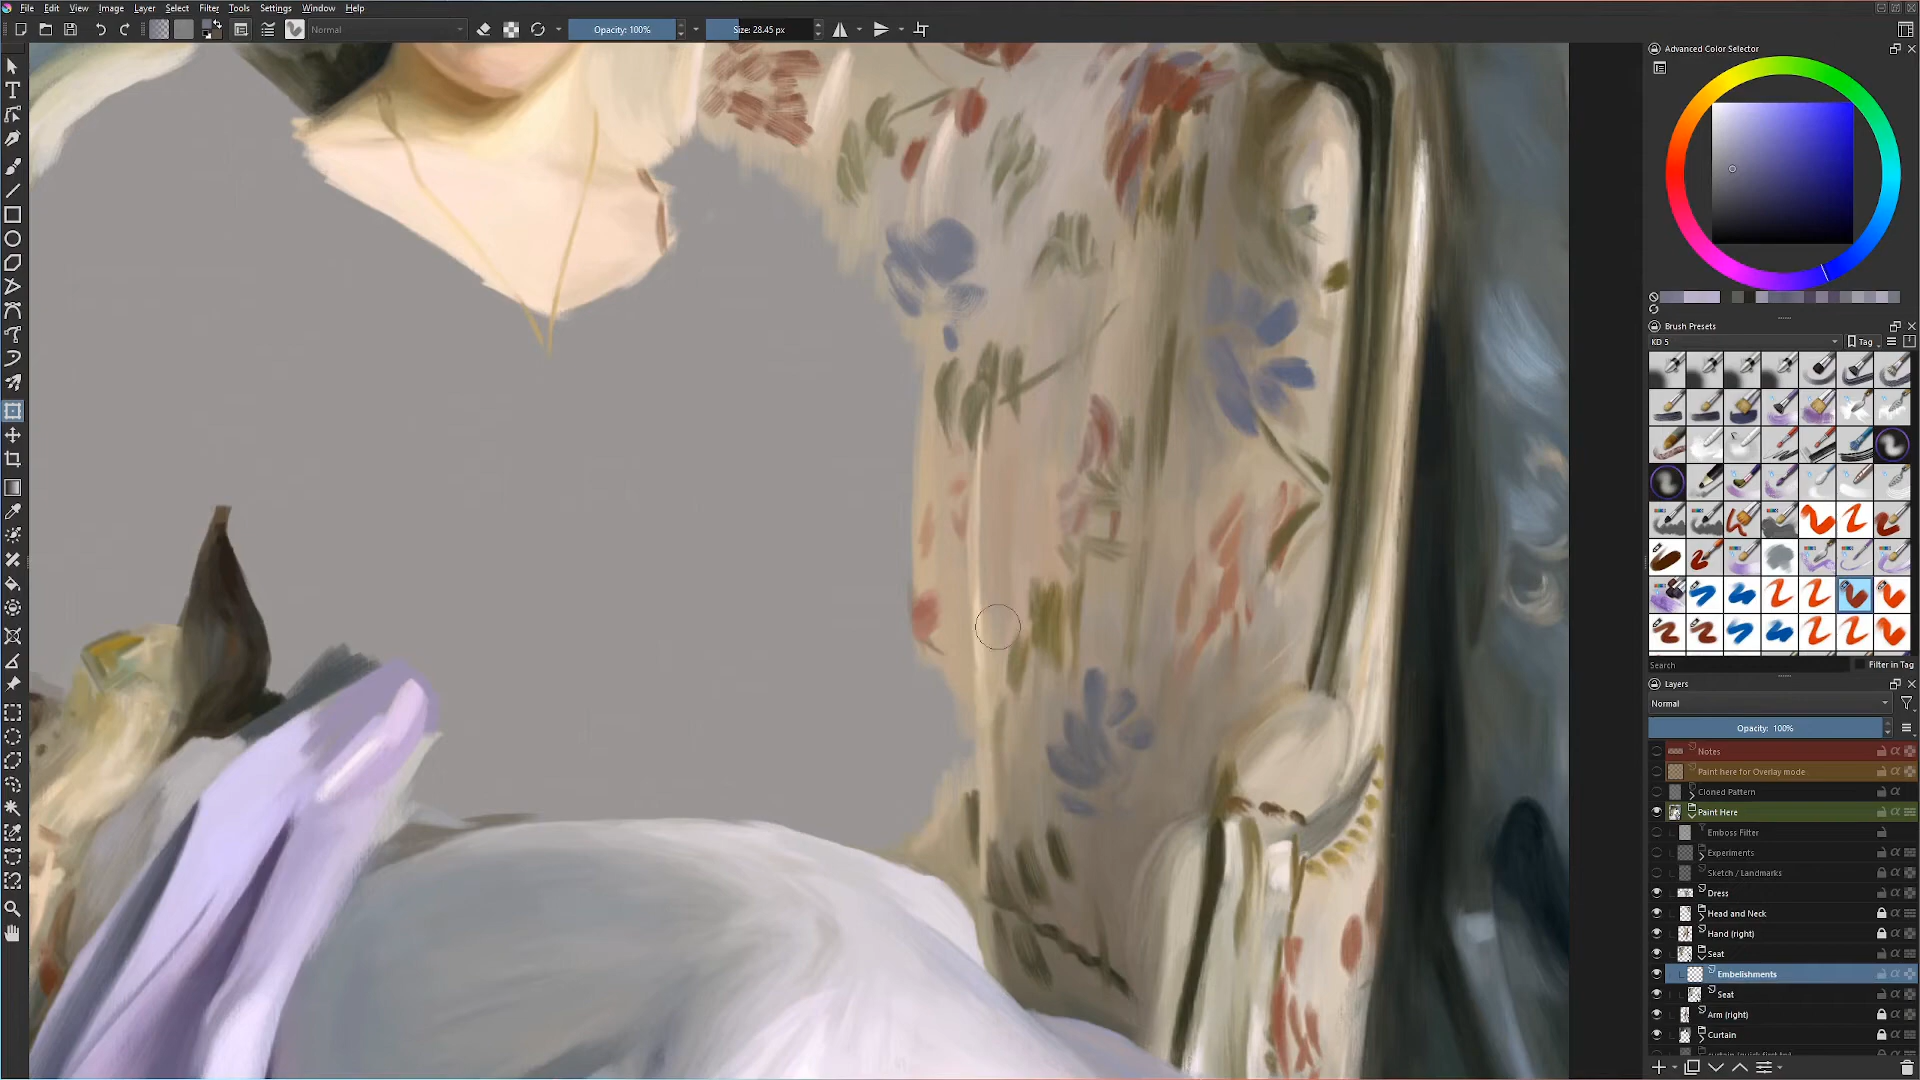 File Edit View Image Layer Select Filter Tools Settings Window Help
Normal
Opacity: 100%
Size: 28.45 px
Advanced Color Selector
Brush Presets
KD 5
Tag
Search
Filter in Tag
Layers
Normal
Opacity: 100%
Notes
Paint here for Overlay mode
Cloned Pattern
Paint Here
Emboss Filter
Experiments
Sketch / Landmarks
Dress
Head and Neck
Hand (right)
Seat
Embelishments
Seat
Arm (right)
Curtain